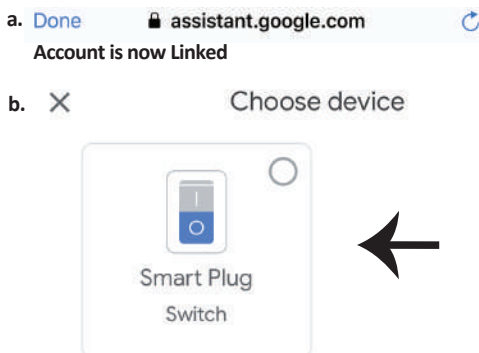 a. Done assistant.google.com
Account is now Linked
b. Choose device
Smart Plug
Switch